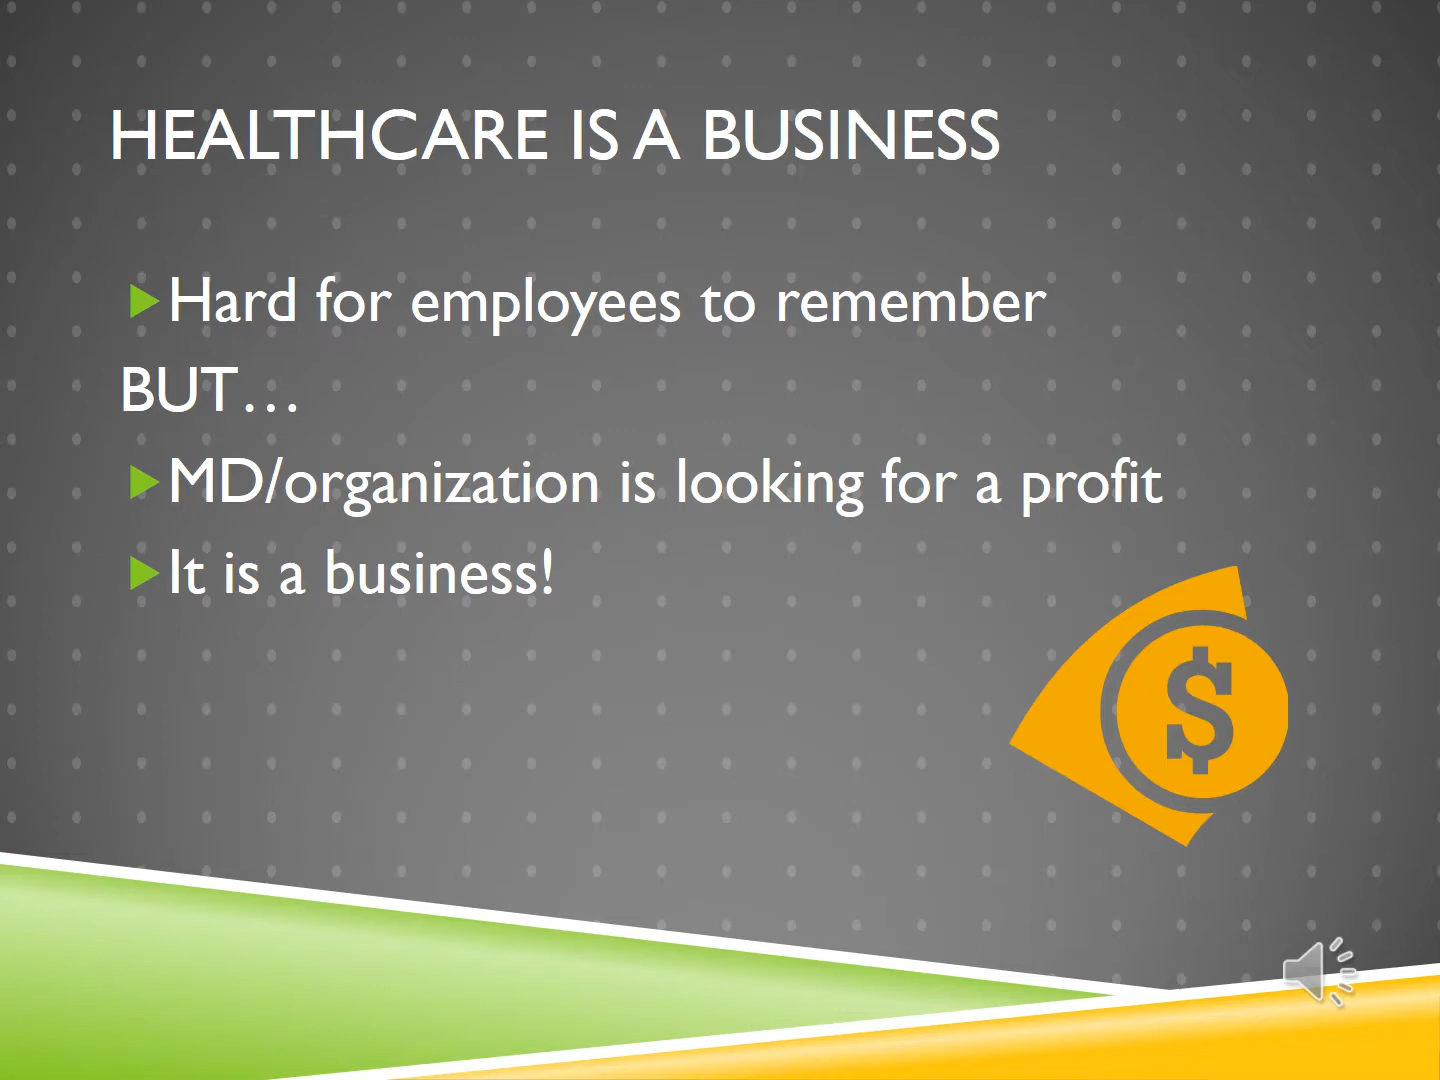 HEALTHCARE IS A BUSINESS
Hard for employees to remember
BUT…
MD/organization is looking for a profit
It is a business!
$